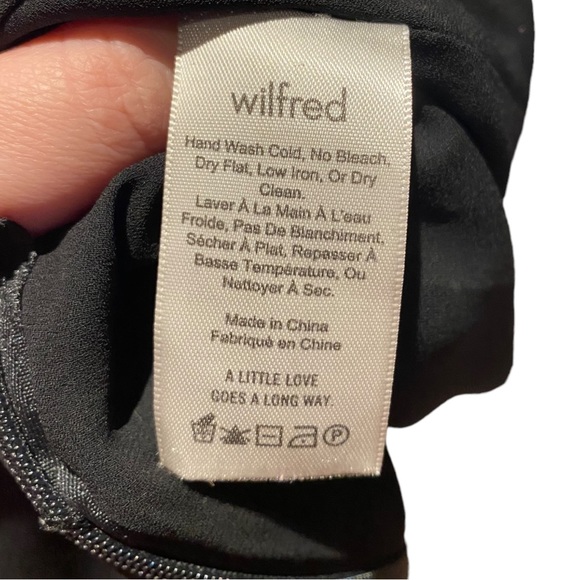 wilfred
Hand Wash Cold, No Bleach,
Dry Flat, Low Iron, Or Dry
Clean.
Laver À La Main À L'eau
Froide, Pas De Blanchiment,
Sécher À Plat, Repasser À
Basse Température, Ou
Nettoyer À Sec.
Made in China
Fabriqué en Chine
A LITTLE LOVE
GOES A LONG WAY.
P